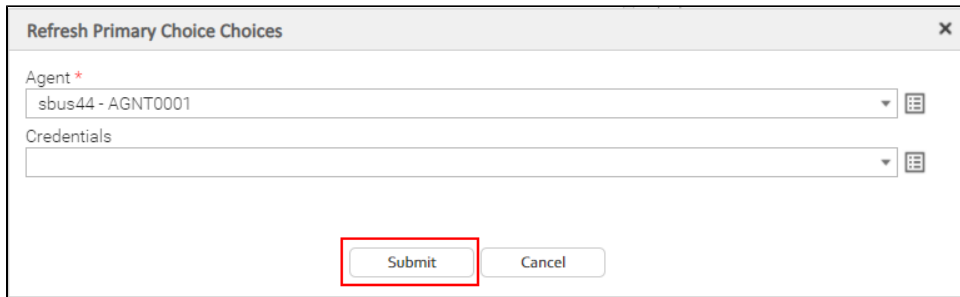 Refresh Primary Choice Choices
Agent *
sbus44 - AGNT0001
Credentials
Submit Cancel